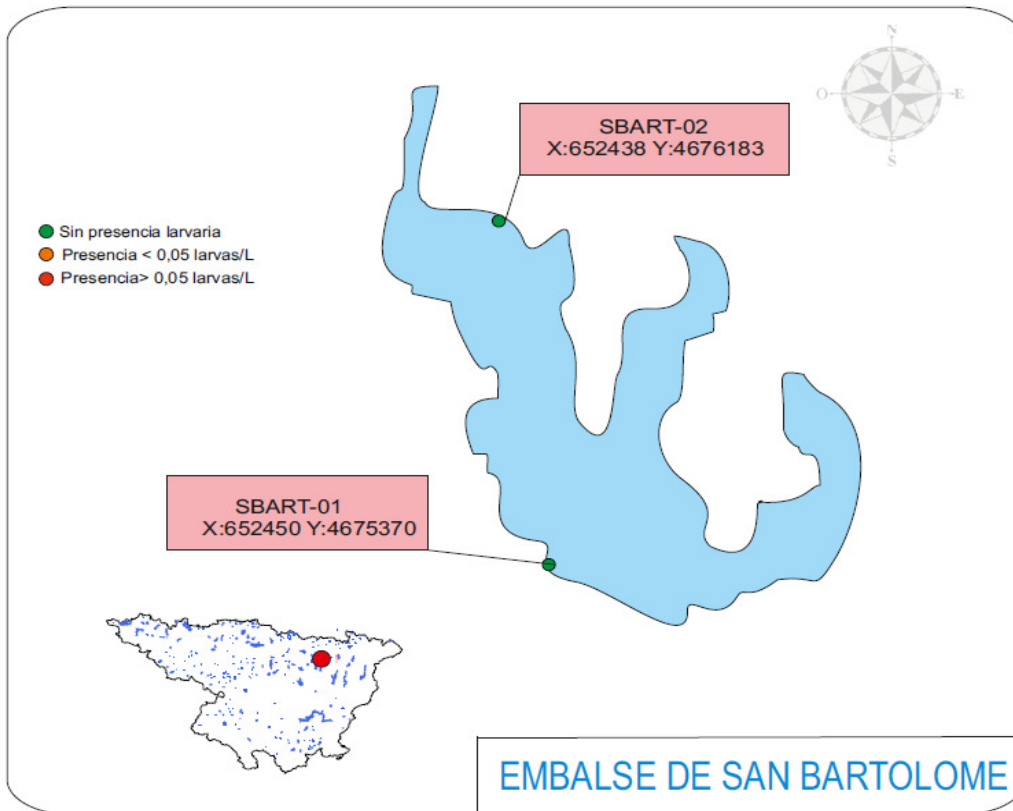 N
O
E
S
SBART-02
X:652438 Y:4676183
Sin presencia larvaria
Presencia < 0,05 larvas/L
Presencia> 0,05 larvas/L
SBART-01
X:652450 Y:4675370
EMBALSE DE SAN BARTOLOME